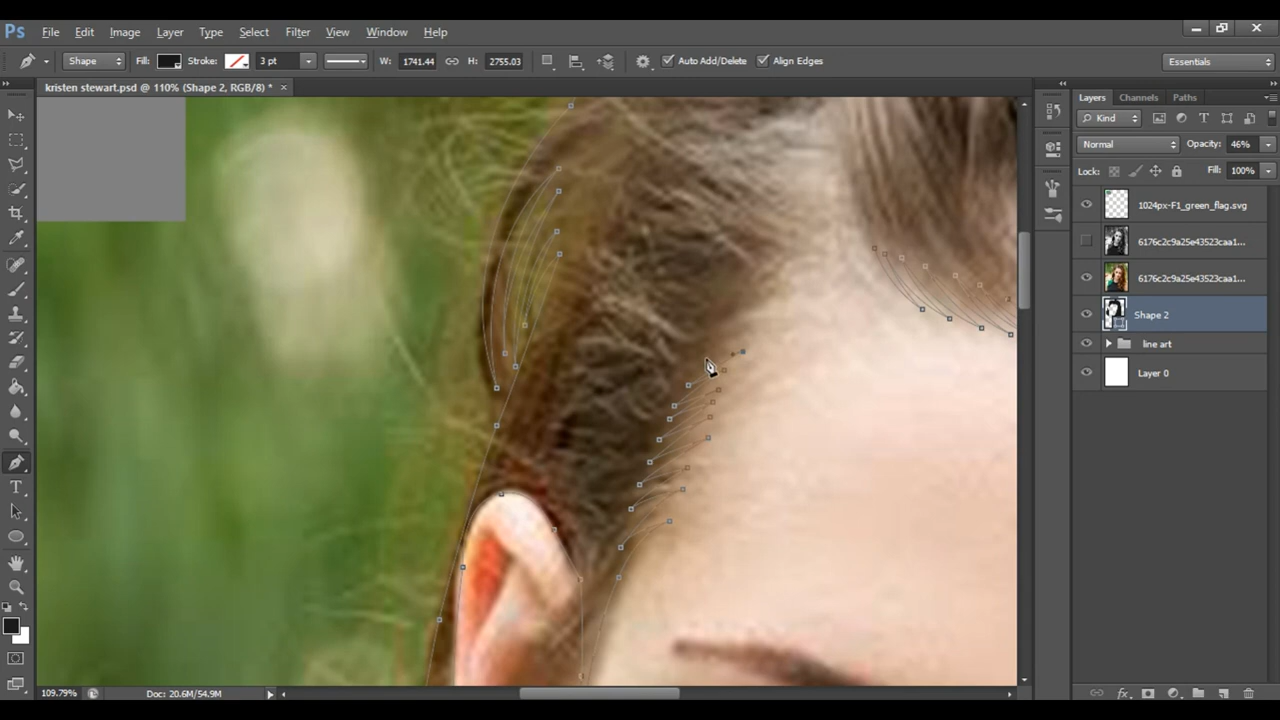 Ps File Edit Image Layer Type Select Filter View Window Help
Shape Fill: Stroke: 3 pt W: 1741.44 H: 2755.03 Auto Add/Delete Align Edges Essentials
kristen stewart.psd @ 110% (Shape 2, RGB/8) * ×
Layers Channels Paths
Kind
Normal Opacity: 46%
Lock: Fill: 100%
1024px-F1_green_flag.svg
6176c2c9a25e43523caa1...
6176c2c9a25e43523caa1...
Shape 2
line art
Layer 0
109.79% Doc: 20.6M/54.9M